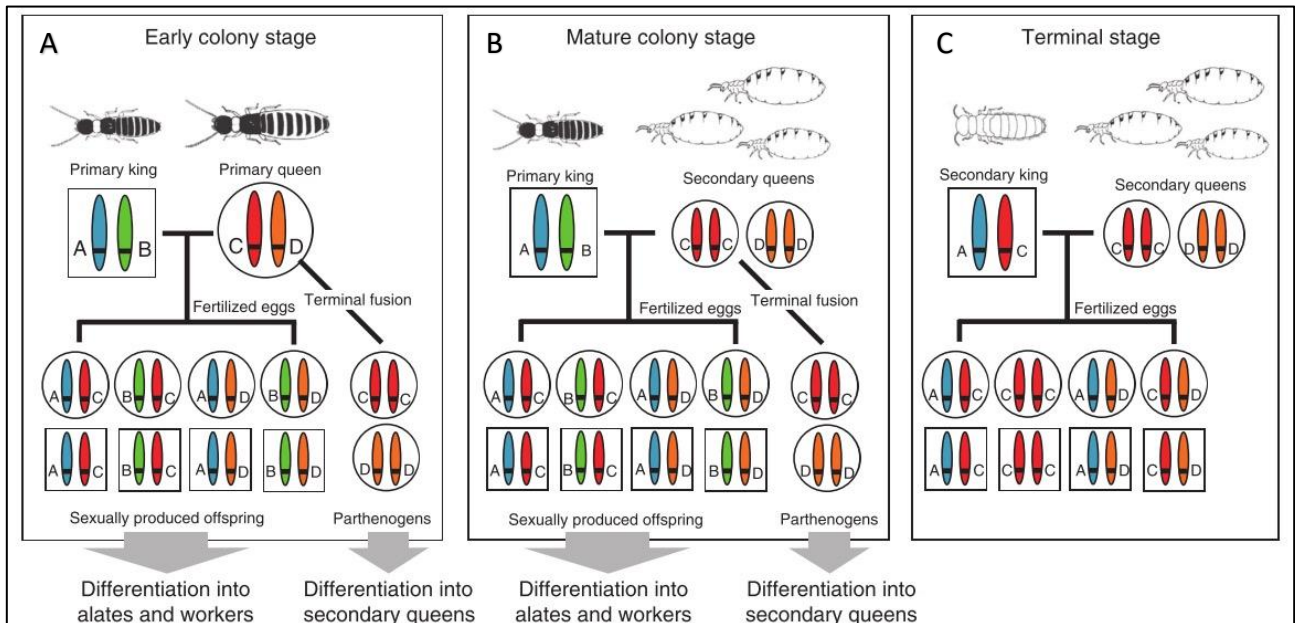 A
Early colony stage
Primary king
Primary queen
A B
C D
Fertilized eggs
Terminal fusion
A C B C A D B D C C
A C B C A D B D D D
Sexually produced offspring
Parthenogens
Differentiation into
alates and workers
Differentiation into
secondary queens
B
Mature colony stage
Primary king
Secondary queens
A B
C C D D
Fertilized eggs
Terminal fusion
A C B C A D B D C C
A C B C A D B D D D
Sexually produced offspring
Parthenogens
Differentiation into
alates and workers
Differentiation into
secondary queens
C
Terminal stage
Secondary king
Secondary queens
A C
C C D D
Fertilized eggs
A C C C A D C D
A C C C A D C D